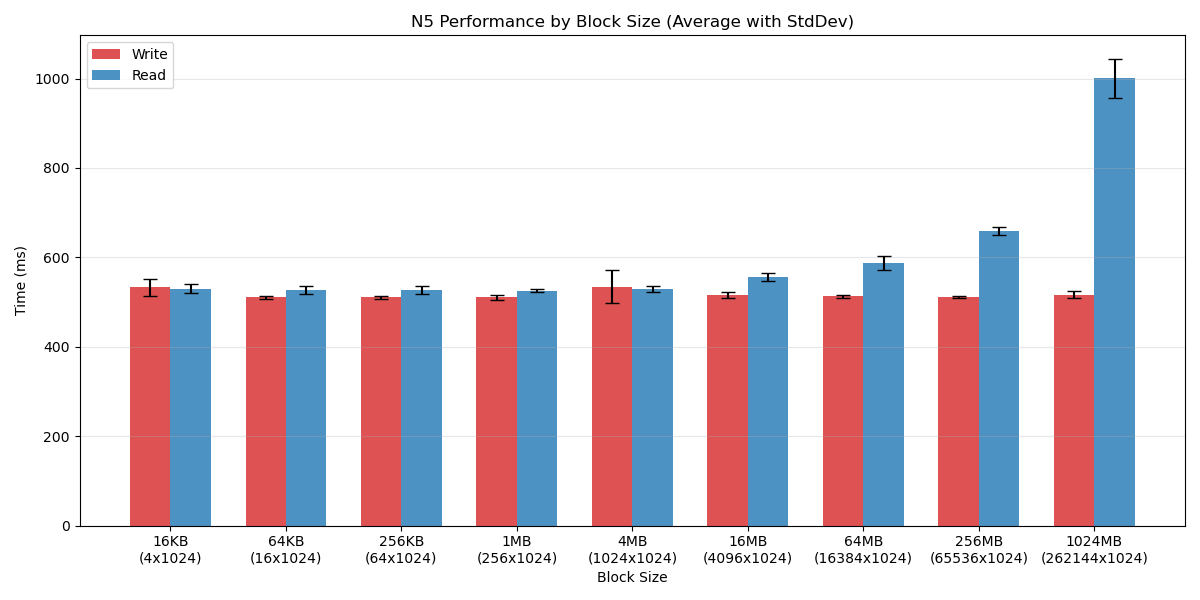 N5 Performance by Block Size (Average with StdDev)
Write
Read
Time (ms)
1000
800
600
400
200
0
16KB
(4x1024)
64KB
(16x1024)
256KB
(64x1024)
1MB
(256x1024)
4MB
(1024x1024)
16MB
(4096x1024)
64MB
(16384x1024)
256MB
(65536x1024)
1024MB
(262144x1024)
Block Size